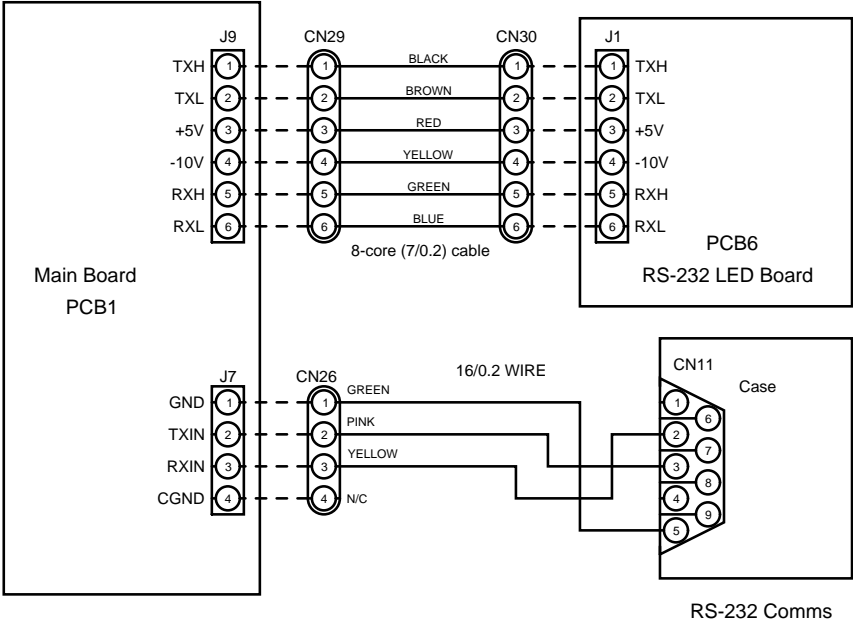 J9 CN29 CN30 J1
TXH 1 1 BLACK 1 1 TXH
TXL 2 2 BROWN 2 2 TXL
+5V 3 3 RED 3 3 +5V
-10V 4 4 YELLOW 4 4 -10V
RXH 5 5 GREEN 5 5 RXH
RXL 6 6 BLUE 6 6 RXL
8-core (7/0.2) cable
PCB6
RS-232 LED Board
Main Board
PCB1
J7 CN26 16/0.2 WIRE CN11
Case
GND 1 1 GREEN 1
6
TXIN 2 2 PINK 2
7
RXIN 3 3 YELLOW 3
8
CGND 4 4 N/C 4
9
5
RS-232 Comms